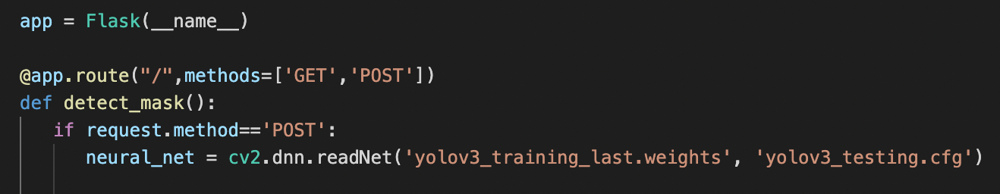 app = Flask(__name__)
@app.route("/",methods=['GET','POST'])
def detect_mask():
if request.method=='POST':
neural_net = cv2.dnn.readNet('yolov3_training_last.weights', 'yolov3_testing.cfg')